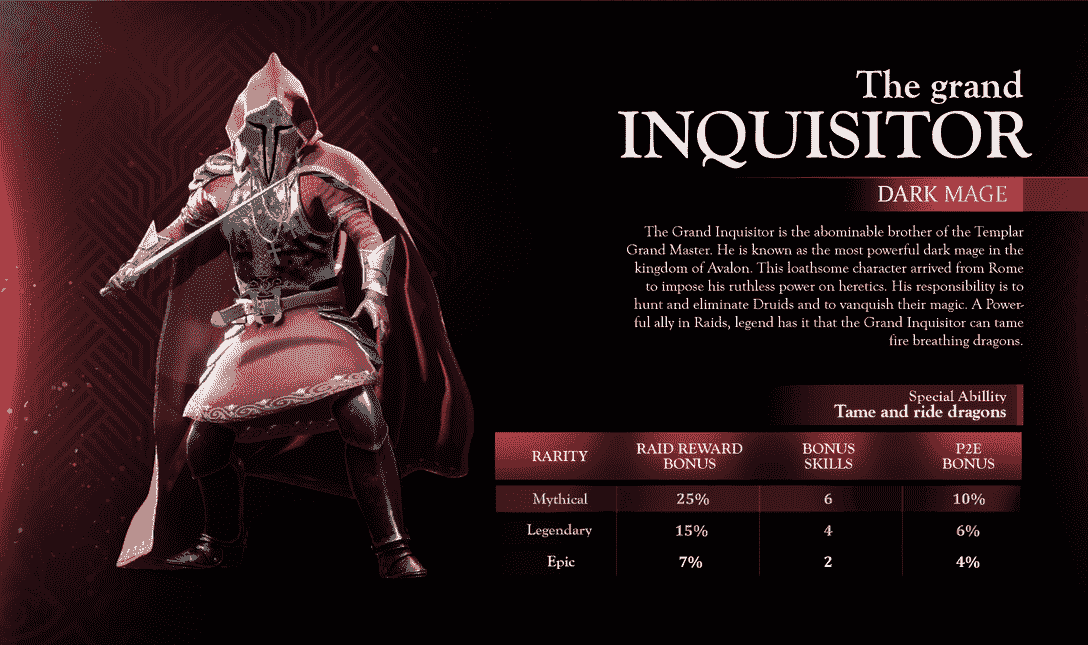 The grand
INQUISITOR
DARK MAGE
The Grand Inquisitor is the abominable brother of the Templar
Grand Master. He is known as the most powerful dark mage in the
kingdom of Avalon. This loathsome character arrived from Rome
to impose his ruthless power on heretics. His responsibility is to
hunt and eliminate Druids and to vanquish their magic. A Power-
ful ally in Raids, legend has it that the Grand Inquisitor can tame
fire breathing dragons.
Special Abillity
Tame and ride dragons
RARITY RAID REWARD BONUS P2E
BONUS SKILLS BONUS
Mythical 25% 6 10%
Legendary 15% 4 6%
Epic 7% 2 4%